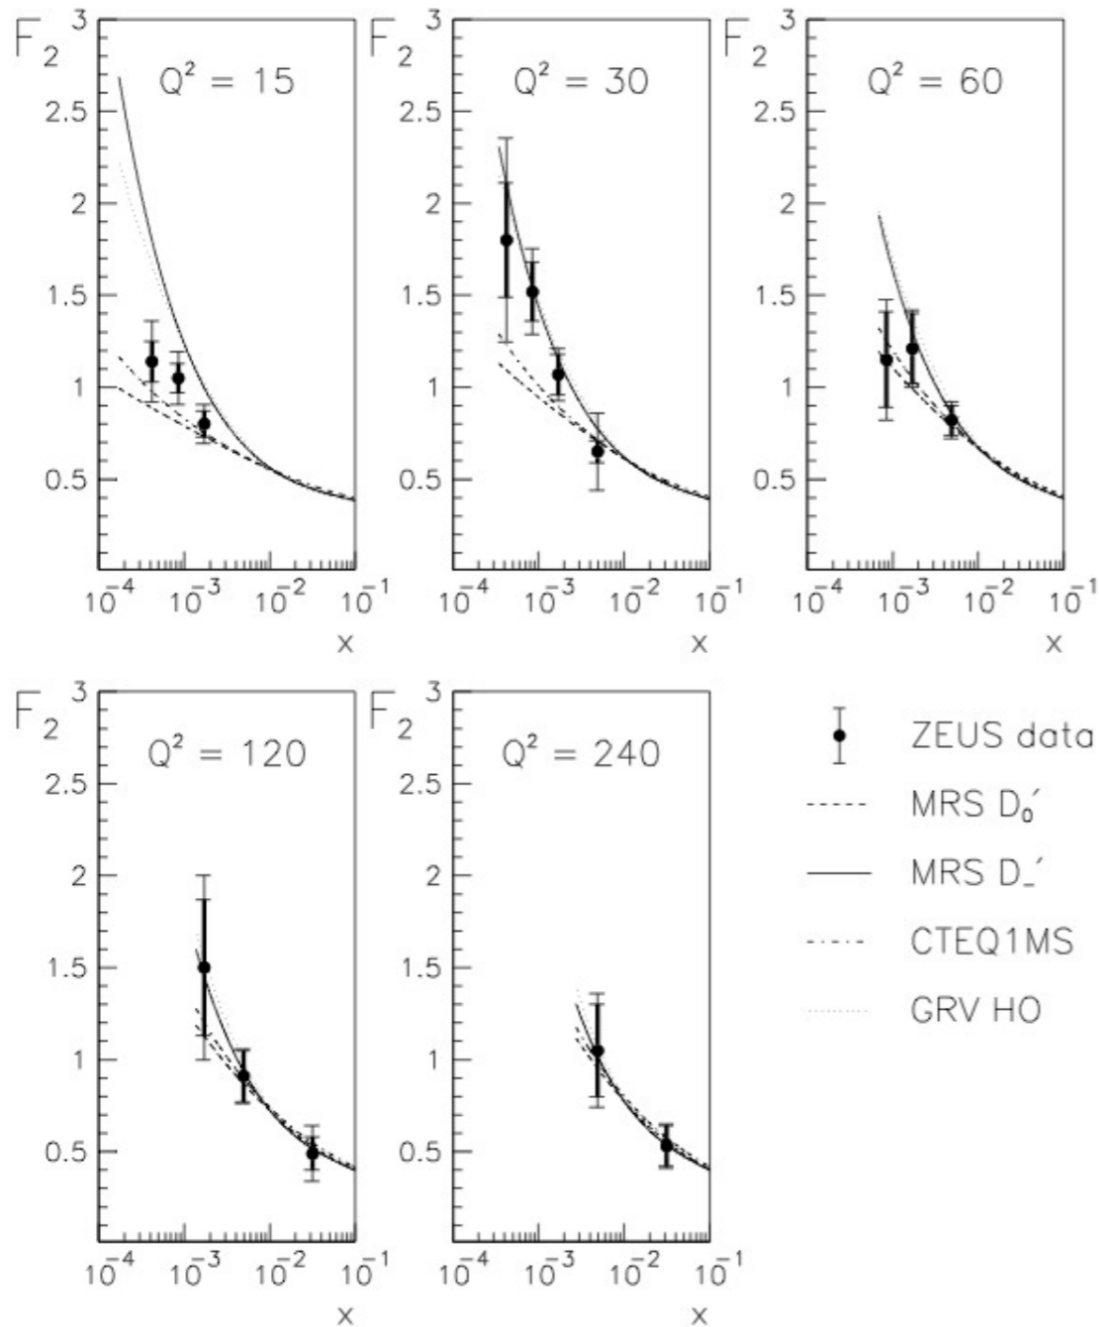 F₂ Q² = 15
3
2.5
2
1.5
1
0.5
10⁻⁴ 10⁻³ 10⁻² 10⁻¹
x
F₂ Q² = 30
3
2.5
2
1.5
1
0.5
10⁻⁴ 10⁻³ 10⁻² 10⁻¹
x
F₂ Q² = 60
3
2.5
2
1.5
1
0.5
10⁻⁴ 10⁻³ 10⁻² 10⁻¹
x
F₂ Q² = 120
3
2.5
2
1.5
1
0.5
10⁻⁴ 10⁻³ 10⁻² 10⁻¹
x
F₂ Q² = 240
3
2.5
2
1.5
1
0.5
10⁻⁴ 10⁻³ 10⁻² 10⁻¹
x
ZEUS data
MRS D₀′
MRS D₋′
CTEQ1MS
GRV HO